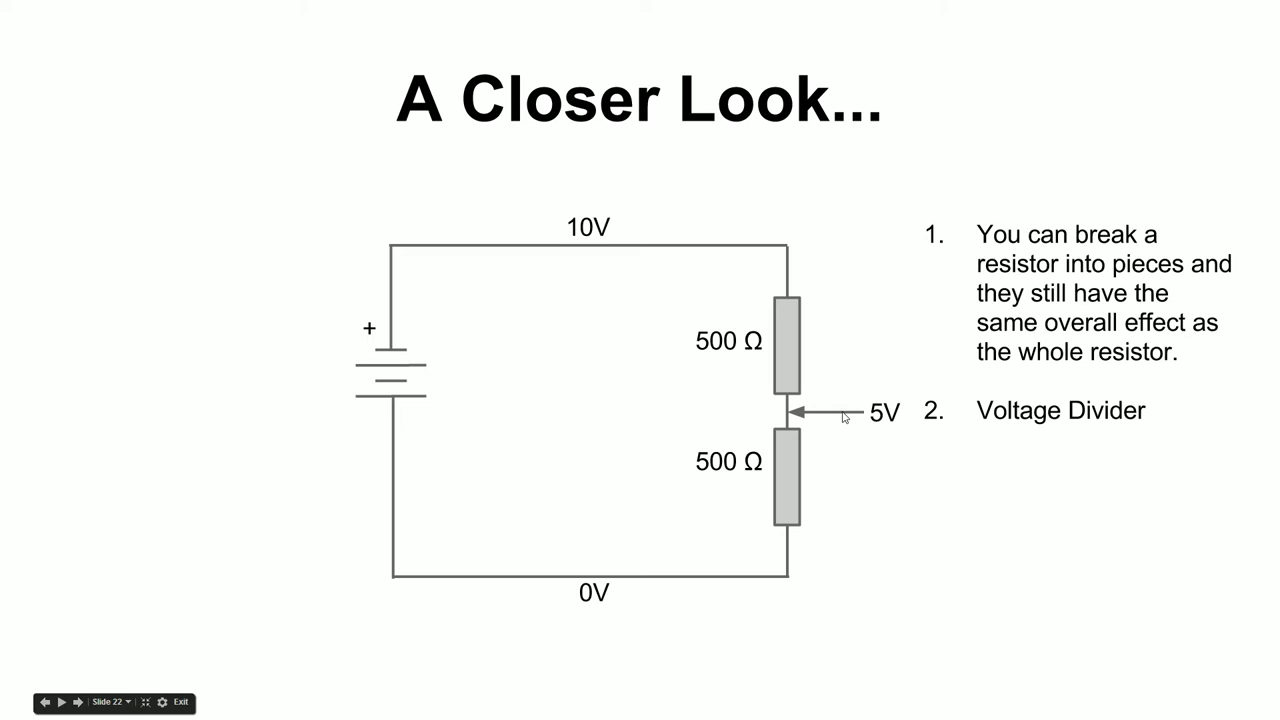 A Closer Look...
10V
+
500 Ω
5V
500 Ω
0V
1. You can break a
resistor into pieces and
they still have the
same overall effect as
the whole resistor.
2. Voltage Divider
Slide 22
Exit